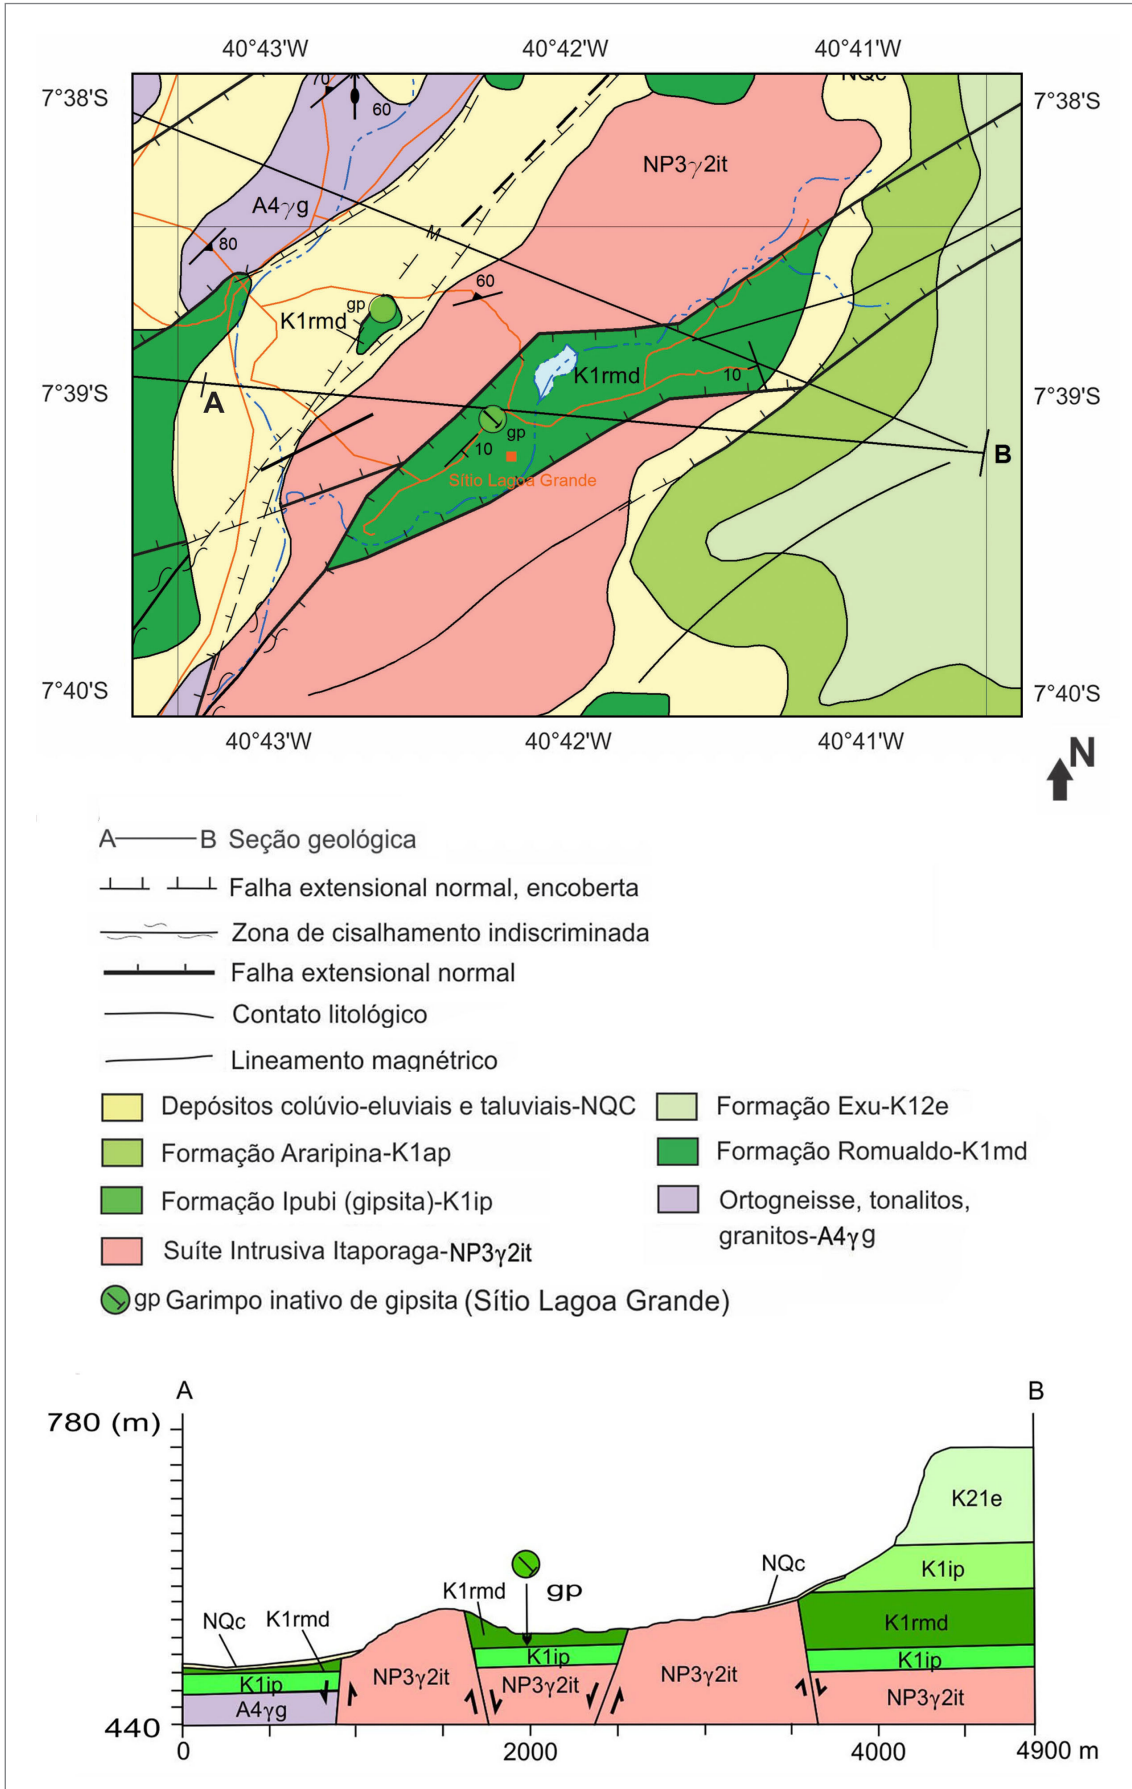 40°43'W 40°42'W 40°41'W
7°38'S 7°38'S
70
60
NQc
NP3γ2it
A4γg
80
M
60
gp
K1rmd
K1rmd
10
7°39'S 7°39'S
A
gp
10
B
Sítio Lagoa Grande
7°40'S 7°40'S
40°43'W 40°42'W 40°41'W
N
A B Seção geológica
Falha extensional normal, encoberta
Zona de cisalhamento indiscriminada
Falha extensional normal
Contato litológico
Lineamento magnétrico
Depósitos colúvio-eluviais e taluviais-NQC Formação Exu-K12e
Formação Araripina-K1ap Formação Romualdo-K1md
Formação Ipubi (gipsita)-K1ip Ortogneisse, tonalitos,
granitos-A4γg
Suíte Intrusiva Itaporaga-NP3γ2it
gp Garimpo inativo de gipsita (Sítio Lagoa Grande)
A B
780 (m)
K21e
NQc K1ip
K1rmd gp
NQc K1rmd K1rmd
K1ip K1ip
K1ip NP3γ2it NP3γ2it NP3γ2it
A4γg NP3γ2it
440
0 2000 4000 4900 m